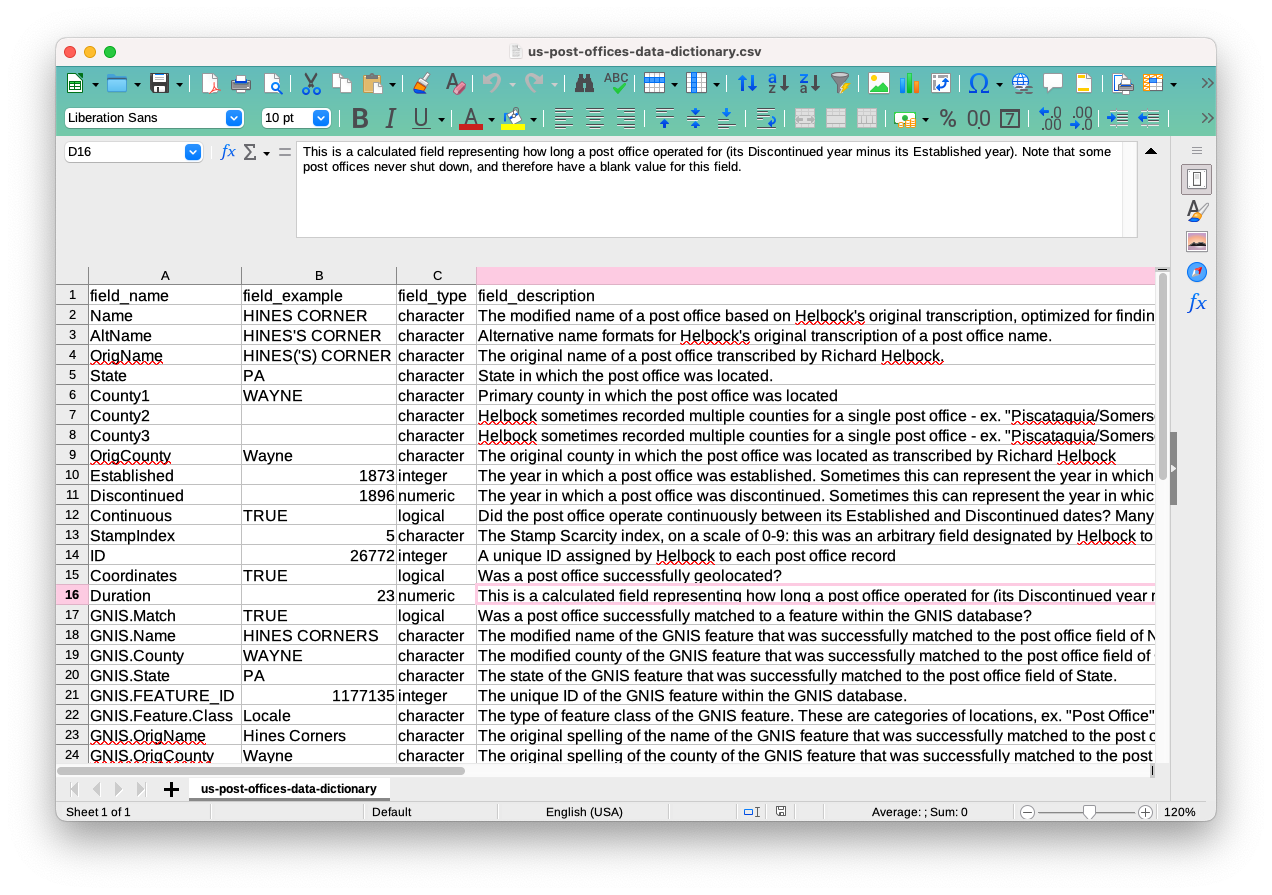 us-post-offices-data-dictionary.csv
ABC
Liberation Sans 10 pt B I U A % 0.0 7 .00 .00
D16 fx Σ = This is a calculated field representing how long a post office operated for (its Discontinued year minus its Established year). Note that some
post offices never shut down, and therefore have a blank value for this field.
A B C
1 field_name field_example field_type field_description
2 Name HINES CORNER character The modified name of a post office based on Helbock's original transcription, optimized for findin
3 AltName HINES'S CORNER character Alternative name formats for Helbock's original transcription of a post office name.
4 OrigName HINES('S) CORNER character The original name of a post office transcribed by Richard Helbock.
5 State PA character State in which the post office was located.
6 County1 WAYNE character Primary county in which the post office was located
7 County2 character Helbock sometimes recorded multiple counties for a single post office - ex. "Piscataquia/Somers
8 County3 character Helbock sometimes recorded multiple counties for a single post office - ex. "Piscataquia/Somers
9 OrigCounty Wayne character The original county in which the post office was located as transcribed by Richard Helbock
10 Established 1873 integer The year in which a post office was established. Sometimes this can represent the year in which
11 Discontinued 1896 numeric The year in which a post office was discontinued. Sometimes this can represent the year in whic
12 Continuous TRUE logical Did the post office operate continuously between its Established and Discontinued dates? Many
13 StampIndex 5 character The Stamp Scarcity index, on a scale of 0-9: this was an arbitrary field designated by Helbock to
14 ID 26772 integer A unique ID assigned by Helbock to each post office record
15 Coordinates TRUE logical Was a post office successfully geolocated?
16 Duration 23 numeric This is a calculated field representing how long a post office operated for (its Discontinued year r
17 GNIS.Match TRUE logical Was a post office successfully matched to a feature within the GNIS database?
18 GNIS.Name HINES CORNERS character The modified name of the GNIS feature that was successfully matched to the post office field of N
19 GNIS.County WAYNE character The modified county of the GNIS feature that was successfully matched to the post office field of
20 GNIS.State PA character The state of the GNIS feature that was successfully matched to the post office field of State.
21 GNIS.FEATURE_ID 1177135 integer The unique ID of the GNIS feature within the GNIS database.
22 GNIS.Feature.Class Locale character The type of feature class of the GNIS feature. These are categories of locations, ex. "Post Office"
23 GNIS.OrigName Hines Corners character The original spelling of the name of the GNIS feature that was successfully matched to the post o
24 GNIS.OrigCounty Wayne character The original spelling of the county of the GNIS feature that was successfully matched to the post
us-post-offices-data-dictionary
Sheet 1 of 1 Default English (USA) Average: ; Sum: 0 120%